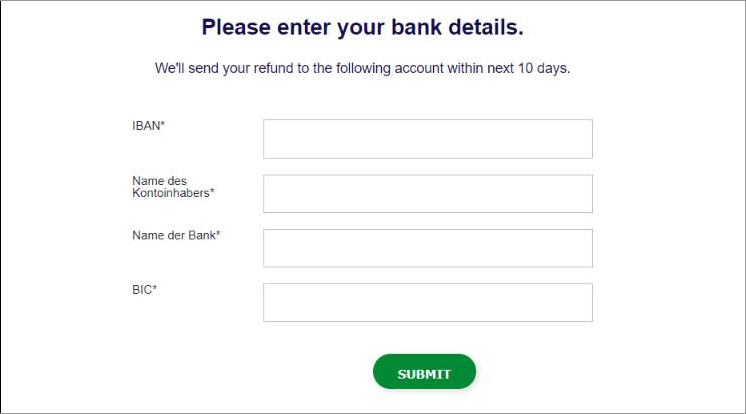 Please enter your bank details.
We'll send your refund to the following account within next 10 days.
IBAN*
Name des
Kontoinhabers*
Name der Bank*
BIC*
SUBMIT